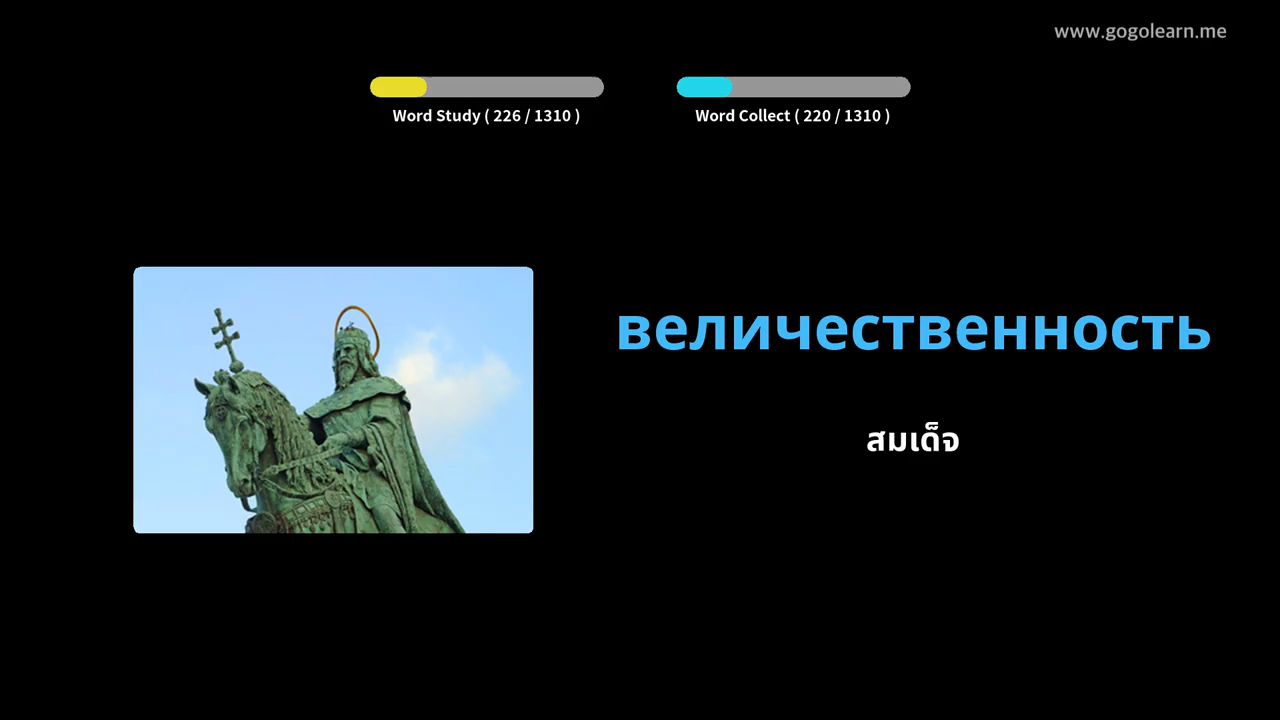 www.gogolearn.me
Word Study ( 226 / 1310 )
Word Collect ( 220 / 1310 )
величественность
สมเด็จ